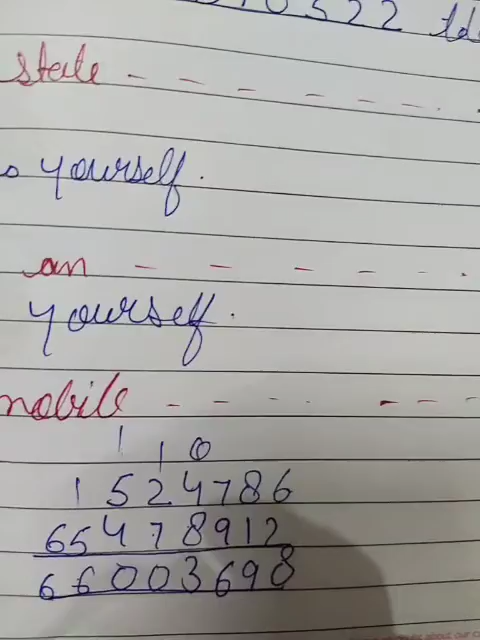 state - - - - - - - .
yourself.
an - - - - - - .
yourself.
mobile - - - - - - -
1 1 0
1524786
65478912
66003698